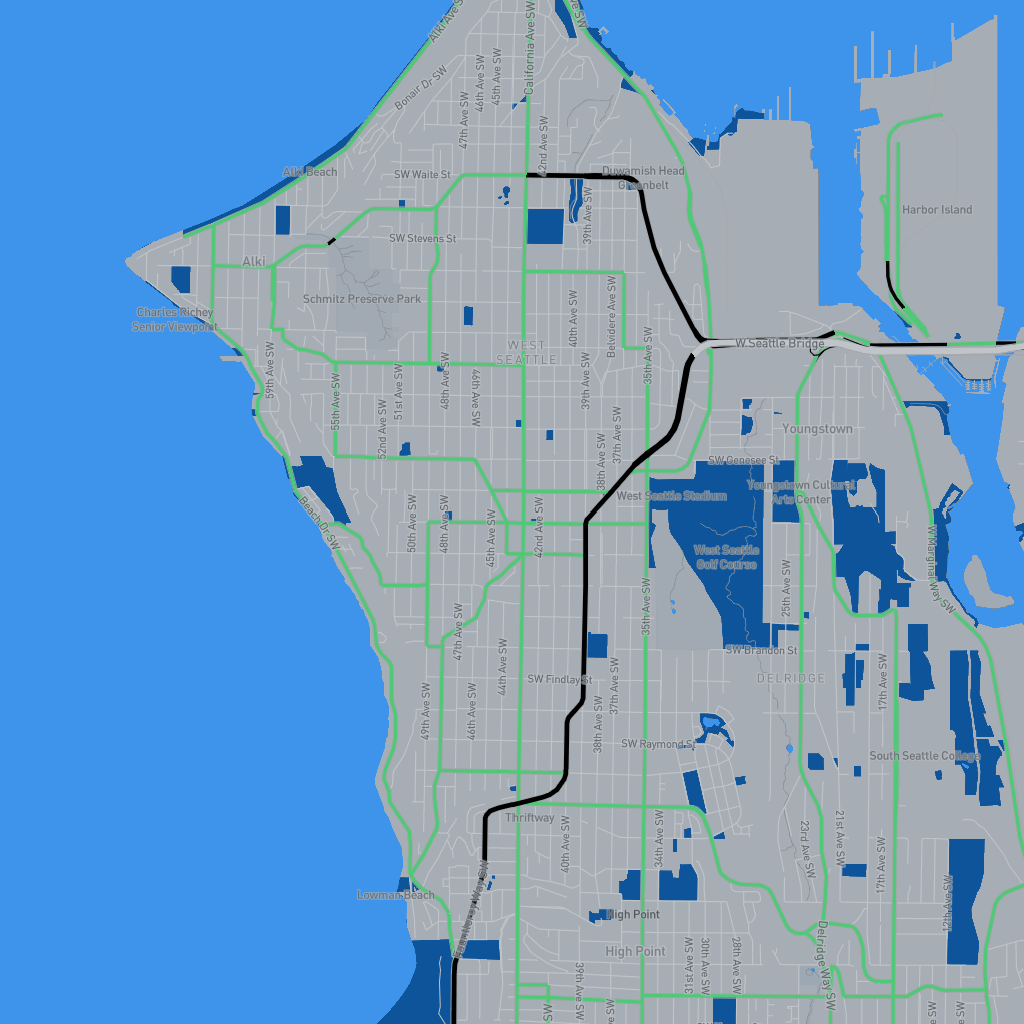 Alki Ave S
California Ave SW
ve SW
Bonair Dr SW
46th Ave SW
45th Ave SW
47th Ave SW
42nd Ave SW
Alki Beach
SW Waite St
Duwamish Head
Greenbelt
39th Ave SW
Harbor Island
SW Stevens St
Alki
Schmitz Preserve Park
Charles Richey
Senior Viewpoint
40th Ave SW
Belvidere Ave SW
35th Ave SW
W Seattle Bridge
WEST
SEATTLE
59th Ave SW
55th Ave SW
51st Ave SW
52nd Ave SW
48th Ave SW
46th Ave SW
39th Ave SW
37th Ave SW
38th Ave SW
Youngstown
SW Genesee St
West Seattle Stadium
Youngstown Cultural
Arts Center
Beach Dr SW
50th Ave SW
48th Ave SW
45th Ave SW
42nd Ave SW
West Seattle
Golf Course
W Marginal Way SW
25th Ave SW
35th Ave SW
47th Ave SW
44th Ave SW
SW Brandon St
DELRIDGE
SW Findlay St
49th Ave SW
46th Ave SW
38th Ave SW
37th Ave SW
17th Ave SW
SW Raymond St
South Seattle College
Thriftway
40th Ave SW
34th Ave SW
23rd Ave SW
21st Ave SW
17th Ave SW
12th Ave SW
Lowman Beach
Fauntleroy Way SW
High Point
High Point
Delridge Way SW
39th Ave SW
31st Ave SW
30th Ave SW
28th Ave SW
SW
Ave SW
SW
SW